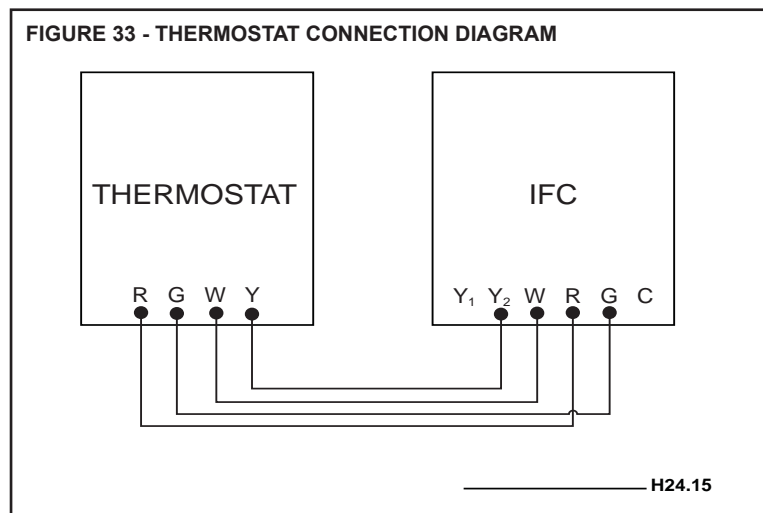 FIGURE 33 - THERMOSTAT CONNECTION DIAGRAM
THERMOSTAT
IFC
R G W Y
Y₁ Y₂ W R G C
H24.15